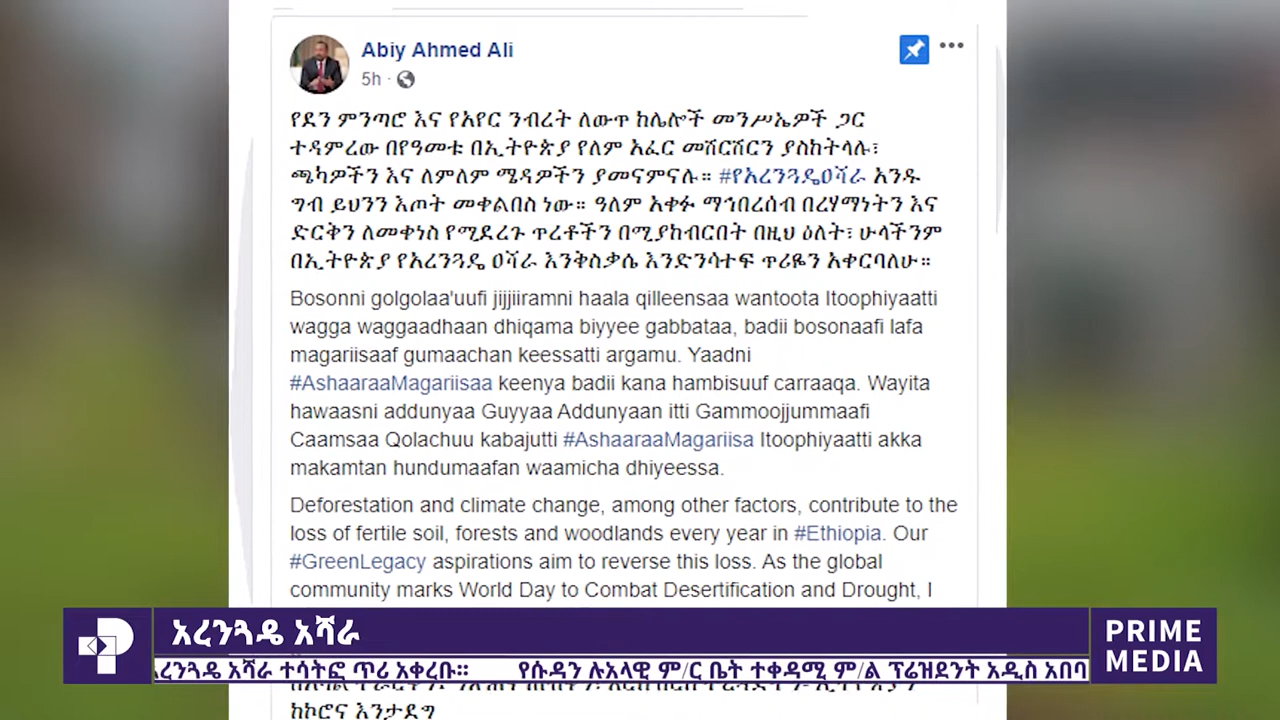 Abiy Ahmed Ali
5h ·
የደን ምንጣሮ እና የአየር ንብረት ለውጥ ከሌሎች መንሥኤዎች ጋር
ተዳምረው በየዓመቱ በኢትዮጵያ የለም አፈር መሸርሸርን ያስከትላሉ፣
ጫካዎችን እና ለምለም ሜዳዎችን ያመናምናሉ። #የአረንጓዴዐሻራ አንዱ
ግብ ይህንን እጦት መቀልበስ ነው። ዓለም አቀፉ ማኅበረሰብ በረሃማነትን እና
ድርቅን ለመቀነስ የሚደረጉ ጥረቶችን በሚያከብርበት በዚህ ዕለት፣ ሁላችንም
በኢትዮጵያ የአረንጓዴ ዐሻራ እንቅስቃሴ እንድንሳተፍ ጥሪዬን አቀርባለሁ።
Bosonni golgolaa'uufi jijjiiramni haala qilleensaa wantoota Itoophiyaatti
wagga waggaadhaan dhiqama biyyee gabbataa, badii bosonaafi lafa
magariisaaf gumaachan keessatti argamu. Yaadni
#AshaaraaMagariisaa keenya badii kana hambisuuf carraaqa. Wayita
hawaasni addunyaa Guyyaa Addunyaan itti Gammoojjummaafi
Caamsaa Qolachuu kabajutti #AshaaraaMagariisa Itoophiyaatti akka
makamtan hundumaafan waamicha dhiyeessa.
Deforestation and climate change, among other factors, contribute to the
loss of fertile soil, forests and woodlands every year in #Ethiopia. Our
#GreenLegacy aspirations aim to reverse this loss. As the global
community marks World Day to Combat Desertification and Drought, I
አረንጓዴ አሻራ
PRIME
MEDIA
አረንጓዴ አሻራ ተሳትፎ ጥሪ አቀረቡ። የሱዳን ሉአላዊ ም/ር ቤት ተቀዳሚ ም/ል ፕሬዝደንት አዲስ አበባ
ከኮሮና እንታደግ